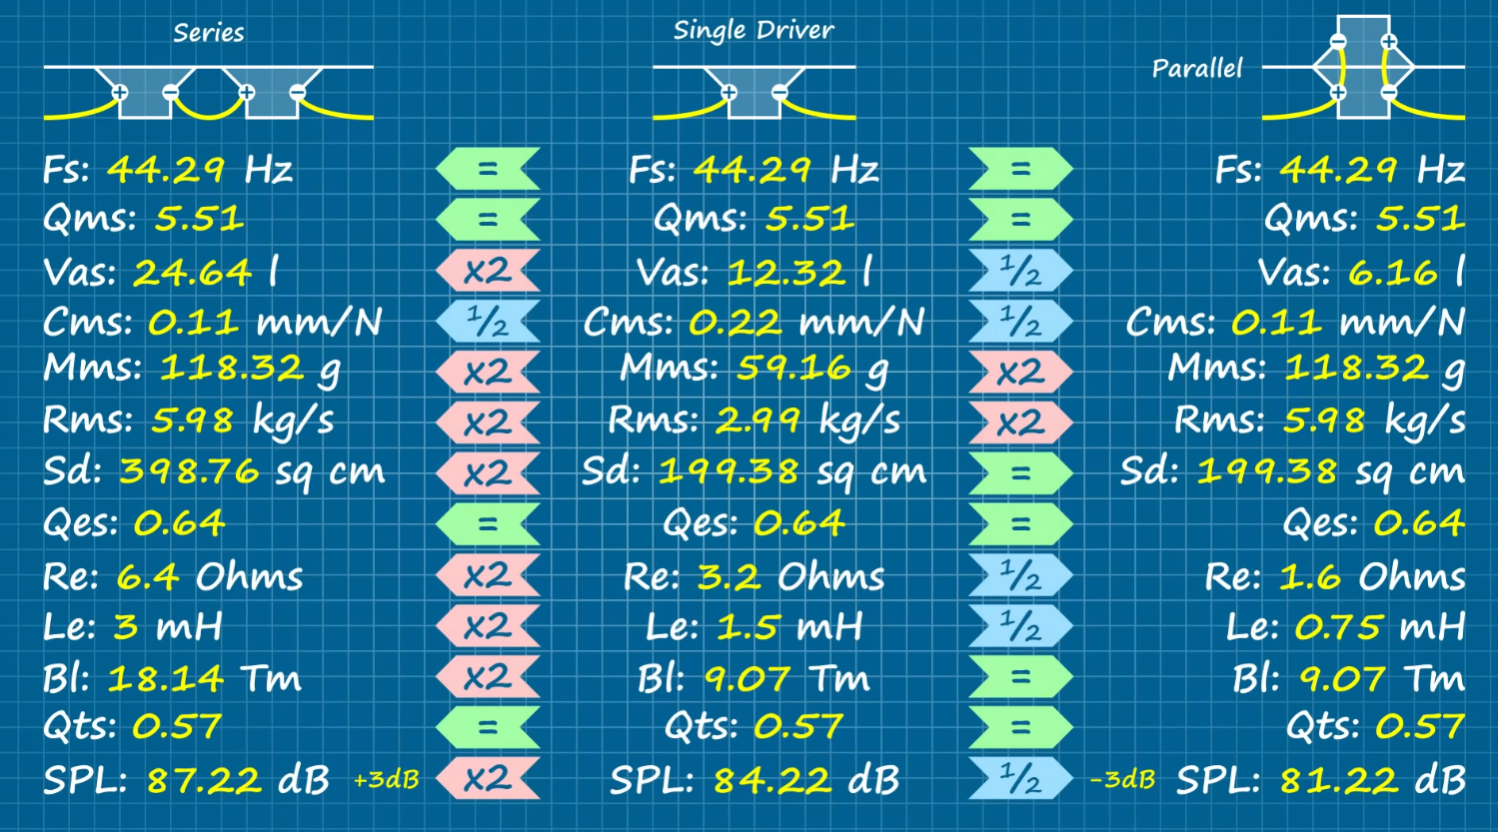 Series Single Driver Parallel
+ − + − + − − + + −
Fs: 44.29 Hz = Fs: 44.29 Hz = Fs: 44.29 Hz
Qms: 5.51 = Qms: 5.51 = Qms: 5.51
Vas: 24.64 l x2 Vas: 12.32 l 1/2 Vas: 6.16 l
Cms: 0.11 mm/N 1/2 Cms: 0.22 mm/N 1/2 Cms: 0.11 mm/N
Mms: 118.32 g x2 Mms: 59.16 g x2 Mms: 118.32 g
Rms: 5.98 kg/s x2 Rms: 2.99 kg/s x2 Rms: 5.98 kg/s
Sd: 398.76 sq cm x2 Sd: 199.38 sq cm = Sd: 199.38 sq cm
Qes: 0.64 = Qes: 0.64 = Qes: 0.64
Re: 6.4 Ohms x2 Re: 3.2 Ohms 1/2 Re: 1.6 Ohms
Le: 3 mH x2 Le: 1.5 mH 1/2 Le: 0.75 mH
Bl: 18.14 Tm x2 Bl: 9.07 Tm = Bl: 9.07 Tm
Qts: 0.57 = Qts: 0.57 = Qts: 0.57
SPL: 87.22 dB +3dB x2 SPL: 84.22 dB 1/2 -3dB SPL: 81.22 dB